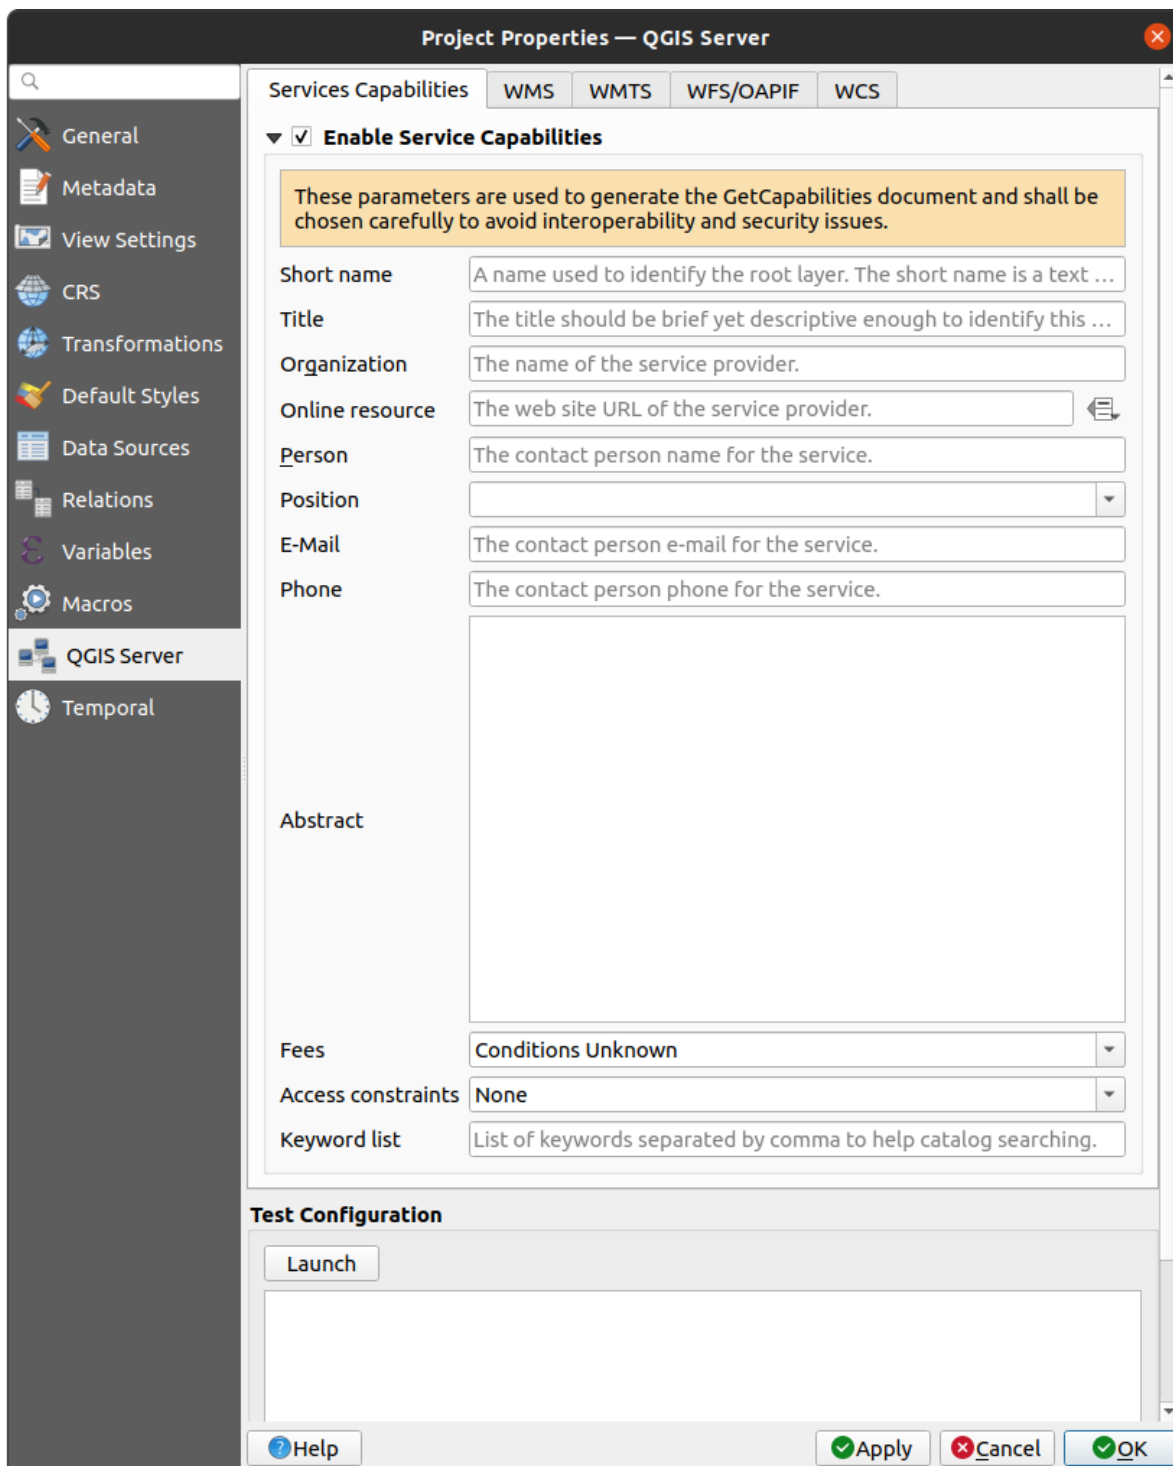 Project Properties — QGIS Server
General
Metadata
View Settings
CRS
Transformations
Default Styles
Data Sources
Relations
Variables
Macros
QGIS Server
Temporal
Services Capabilities
WMS
WMTS
WFS/OAPIF
WCS
Enable Service Capabilities
These parameters are used to generate the GetCapabilities document and shall be
chosen carefully to avoid interoperability and security issues.
Short name
A name used to identify the root layer. The short name is a text ...
Title
The title should be brief yet descriptive enough to identify this ...
Organization
The name of the service provider.
Online resource
The web site URL of the service provider.
Person
The contact person name for the service.
Position
E-Mail
The contact person e-mail for the service.
Phone
The contact person phone for the service.
Abstract
Fees
Conditions Unknown
Access constraints
None
Keyword list
List of keywords separated by comma to help catalog searching.
Test Configuration
Launch
Help
Apply
Cancel
OK